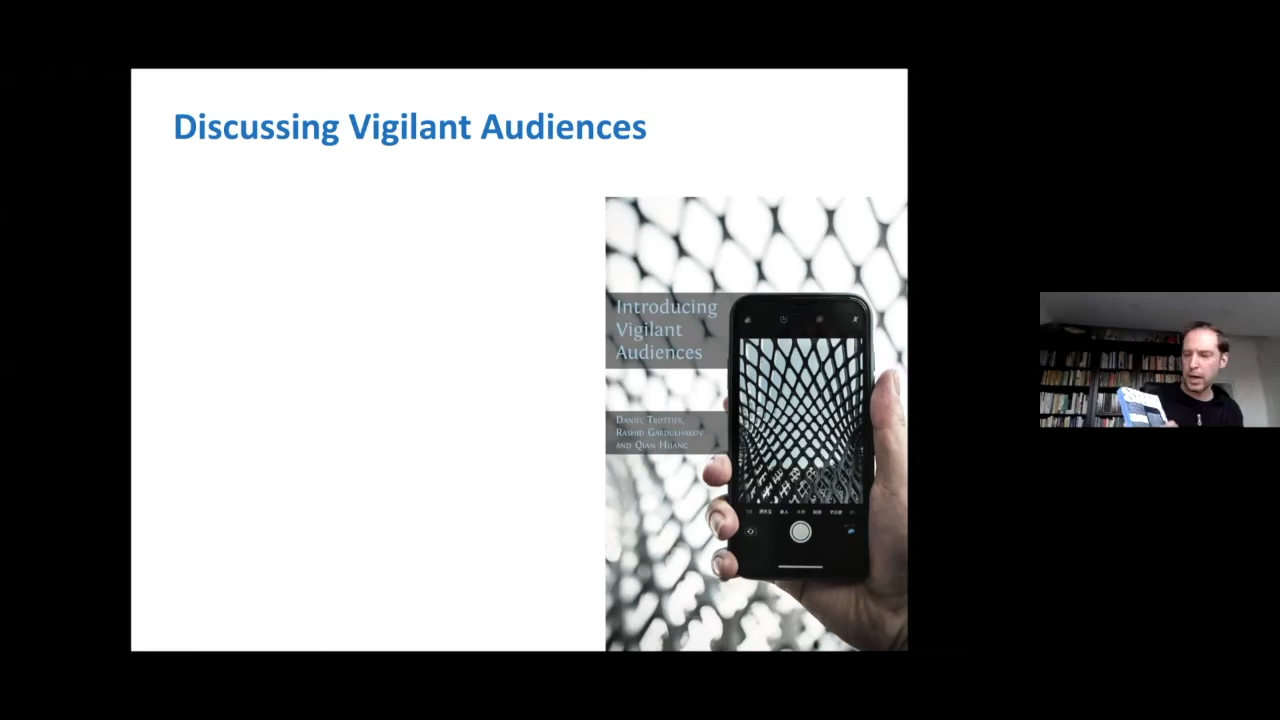 Discussing Vigilant Audiences
Introducing
Vigilant
Audiences
Daniel Trottier,
Rashid Gabdulhakov
and Qian Huang